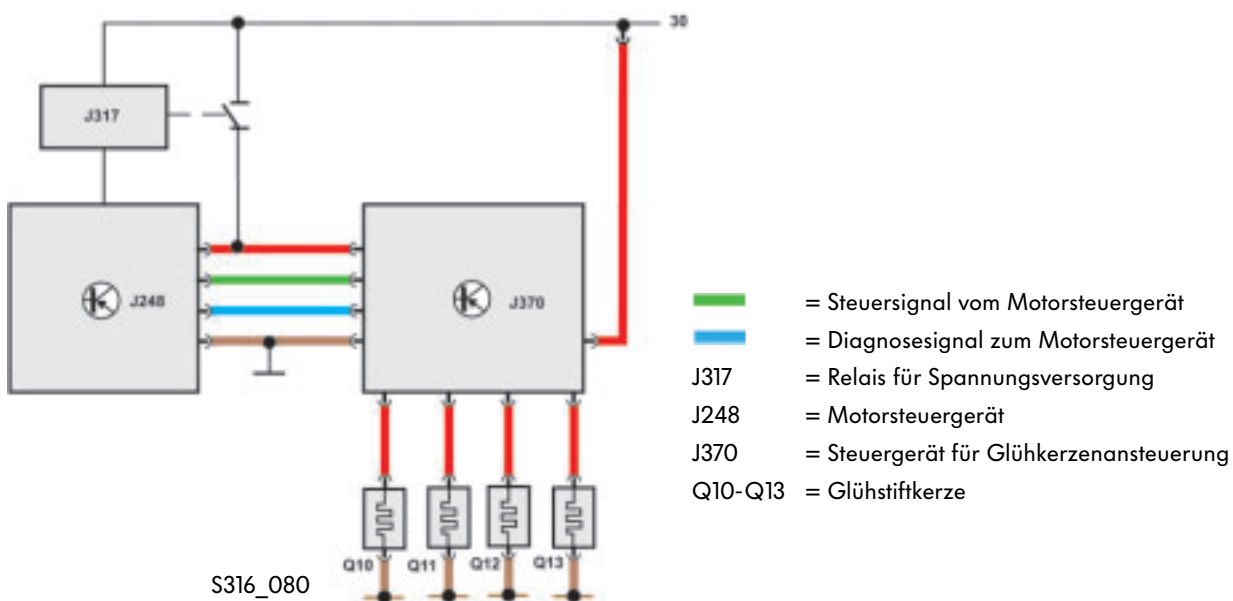 30
J317
J248
J370
Q10 Q11 Q12 Q13
S316_080
= Steuersignal vom Motorsteuergerät
= Diagnosesignal zum Motorsteuergerät
J317 = Relais für Spannungsversorgung
J248 = Motorsteuergerät
J370 = Steuergerät für Glühkerzenansteuerung
Q10-Q13 = Glühstiftkerze